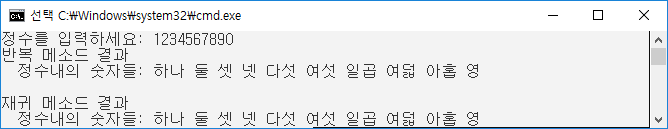 선택 C:₩Windows₩system32₩cmd.exe
정수를 입력하세요: 1234567890
반복 메소드 결과
정수내의 숫자들: 하나 둘 셋 넷 다섯 여섯 일곱 여덟 아홉 영
재귀 메소드 결과
정수내의 숫자들: 하나 둘 셋 넷 다섯 여섯 일곱 여덟 아홉 영